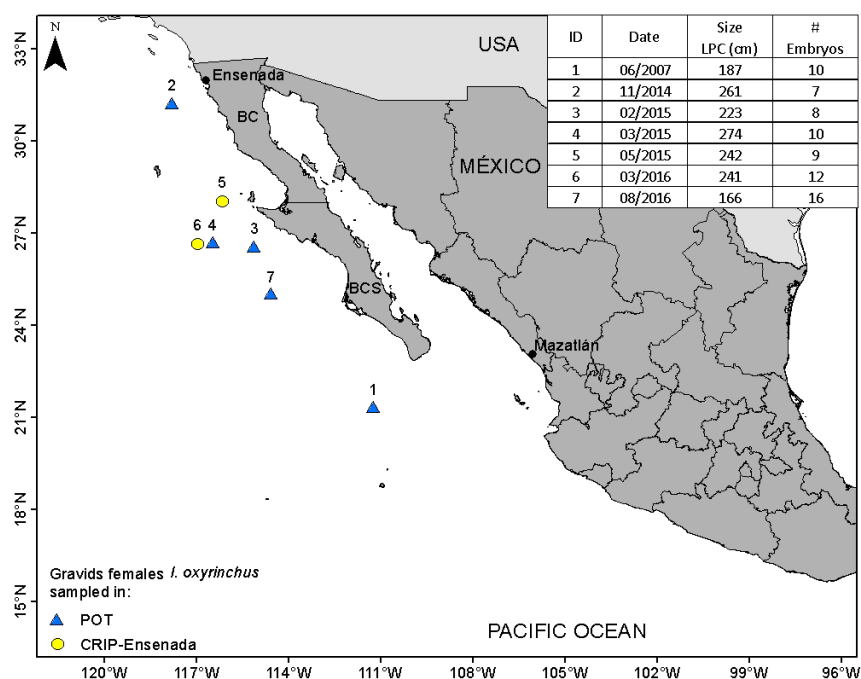 N
USA
Ensenada
2
BC
MÉXICO
5
6 4 3
7
BCS
Mazatlán
1
ID Date Size LPC (cm) # Embryos
1 06/2007 187 10
2 11/2014 261 7
3 02/2015 223 8
4 03/2015 274 10
5 05/2015 242 9
6 03/2016 241 12
7 08/2016 166 16
33°N
30°N
27°N
24°N
21°N
18°N
15°N
Gravids females I. oxyrinchus
sampled in:
POT
CRIP-Ensenada
PACIFIC OCEAN
120°W 117°W 114°W 111°W 108°W 105°W 102°W 99°W 96°W